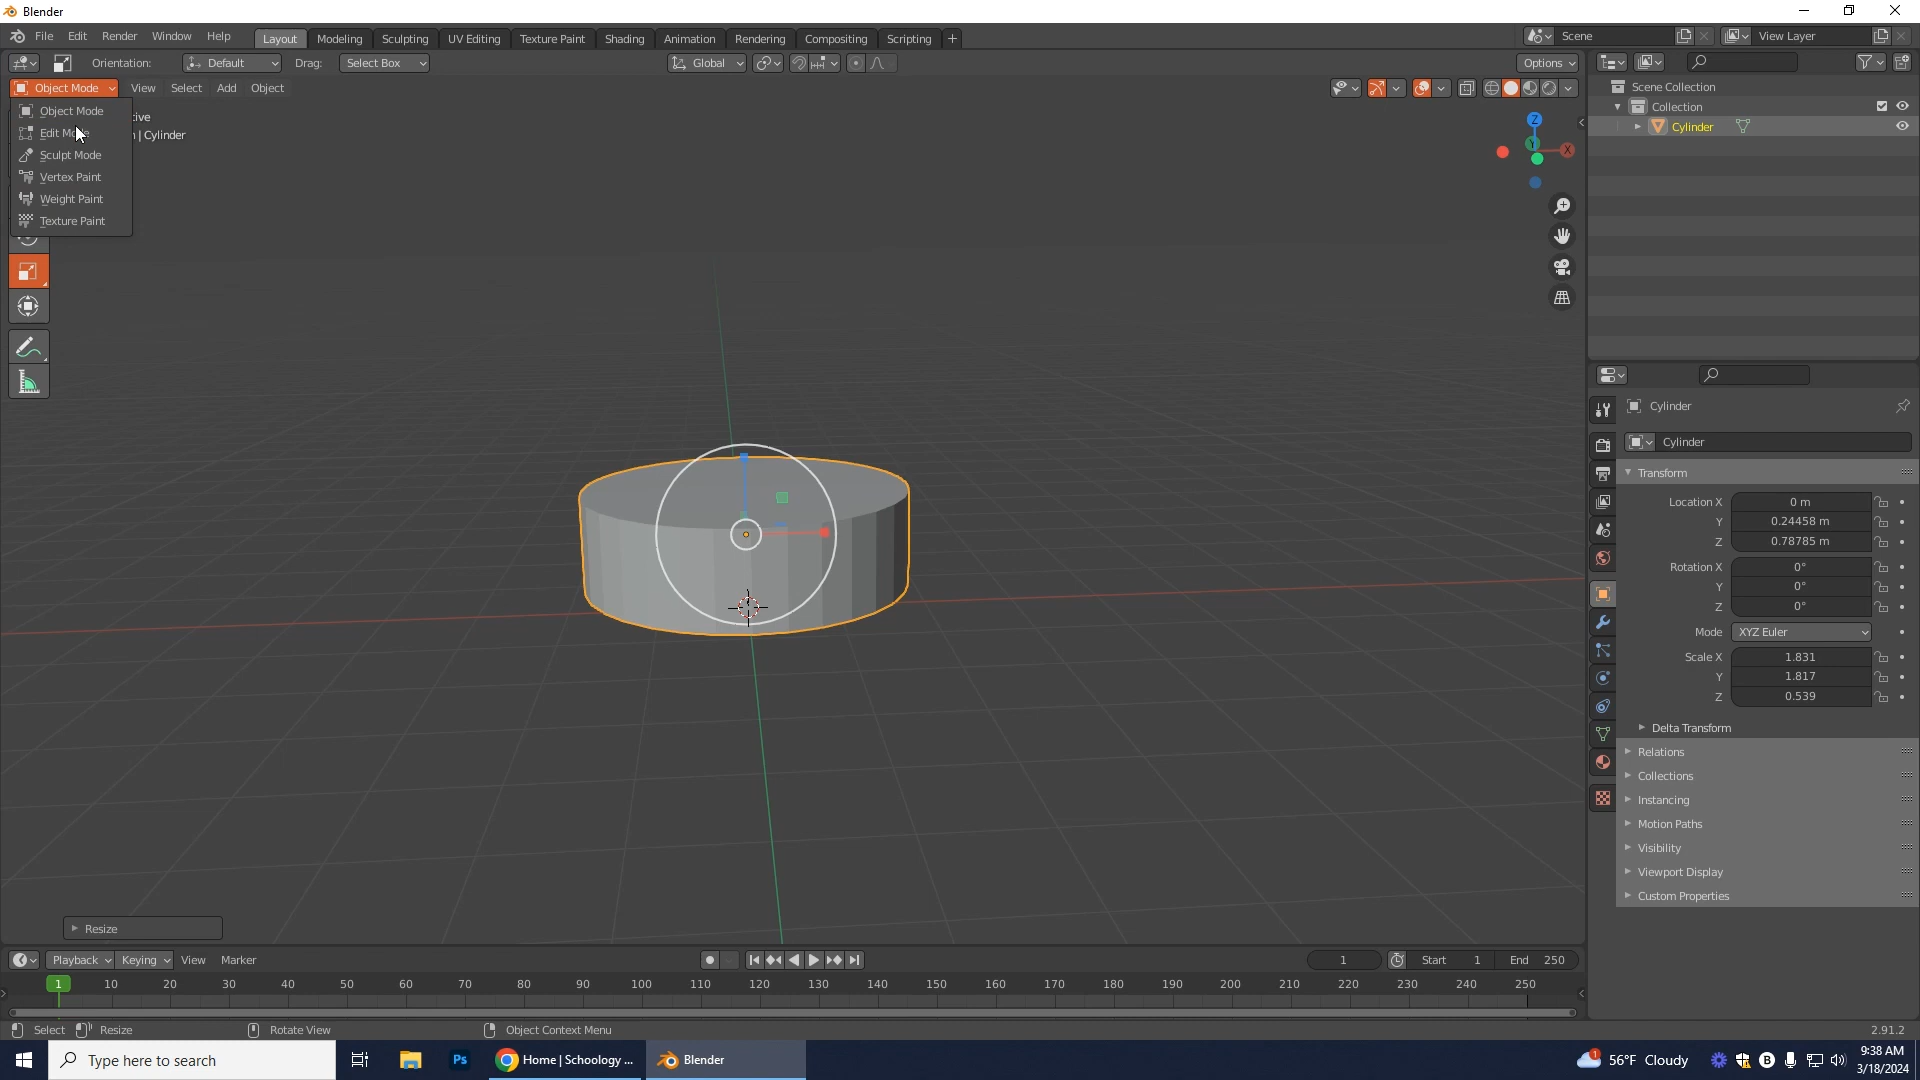 Blender
File Edit Render Window Help Layout Modeling Sculpting UV Editing Texture Paint Shading Animation Rendering Compositing Scripting + Scene View Layer
Orientation: Default Drag: Select Box Global Options
Object Mode View Select Add Object
Object Mode
Edit
Sculpt Mode
Vertex Paint
Weight Paint
Texture Paint
| Cylinder
Z
Y
X
Scene Collection
Collection
Cylinder
Cylinder
Cylinder
Transform
Location X 0 m
Y 0.24458 m
Z 0.78785 m
Rotation X 0°
Y 0°
Z 0°
Mode XYZ Euler
Scale X 1.831
Y 1.817
Z 0.539
Delta Transform
Relations
Collections
Instancing
Motion Paths
Visibility
Viewport Display
Custom Properties
Resize
Playback Keying View Marker 1 Start 1 End 250
1 10 20 30 40 50 60 70 80 90 100 110 120 130 140 150 160 170 180 190 200 210 220 230 240 250
Select Resize Rotate View Object Context Menu 2.91.2
Type here to search Ps Home | Schoology ... Blender 1 56°F Cloudy B 9:38 AM
3/18/2024